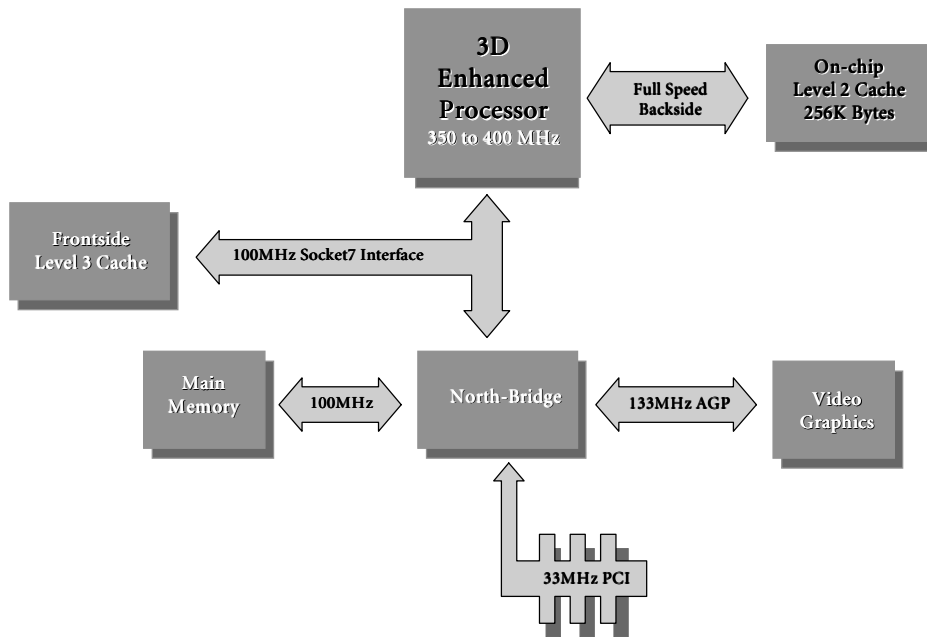 3D
Enhanced
Processor
350 to 400 MHz
Full Speed
Backside
On-chip
Level 2 Cache
256K Bytes
Frontside
Level 3 Cache
100MHz Socket7 Interface
Main
Memory
100MHz
North-Bridge
133MHz AGP
Video
Graphics
33MHz PCI